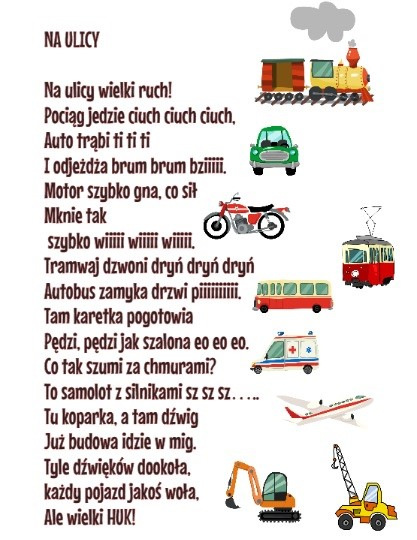 NA ULICY
Na ulicy wielki ruch!
Pociąg jedzie ciuch ciuch ciuch,
Auto trąbi ti ti ti
I odjeżdża brum brum bziiiii.
Motor szybko gna, co sił
Mknie tak
szybko wiiiii wiiiii wiiiii.
Tramwaj dzwoni dryń dryń dryń
Autobus zamyka drzwi piiiiiiiiiii.
Tam karetka pogotowia
Pędzi, pędzi jak szalona eo eo eo.
Co tak szumi za chmurami?
To samolot z silnikami sz sz sz…..
Tu koparka, a tam dźwig
Już budowa idzie w mig.
Tyle dźwięków dookoła,
każdy pojazd jakoś woła,
Ale wielki HUK!